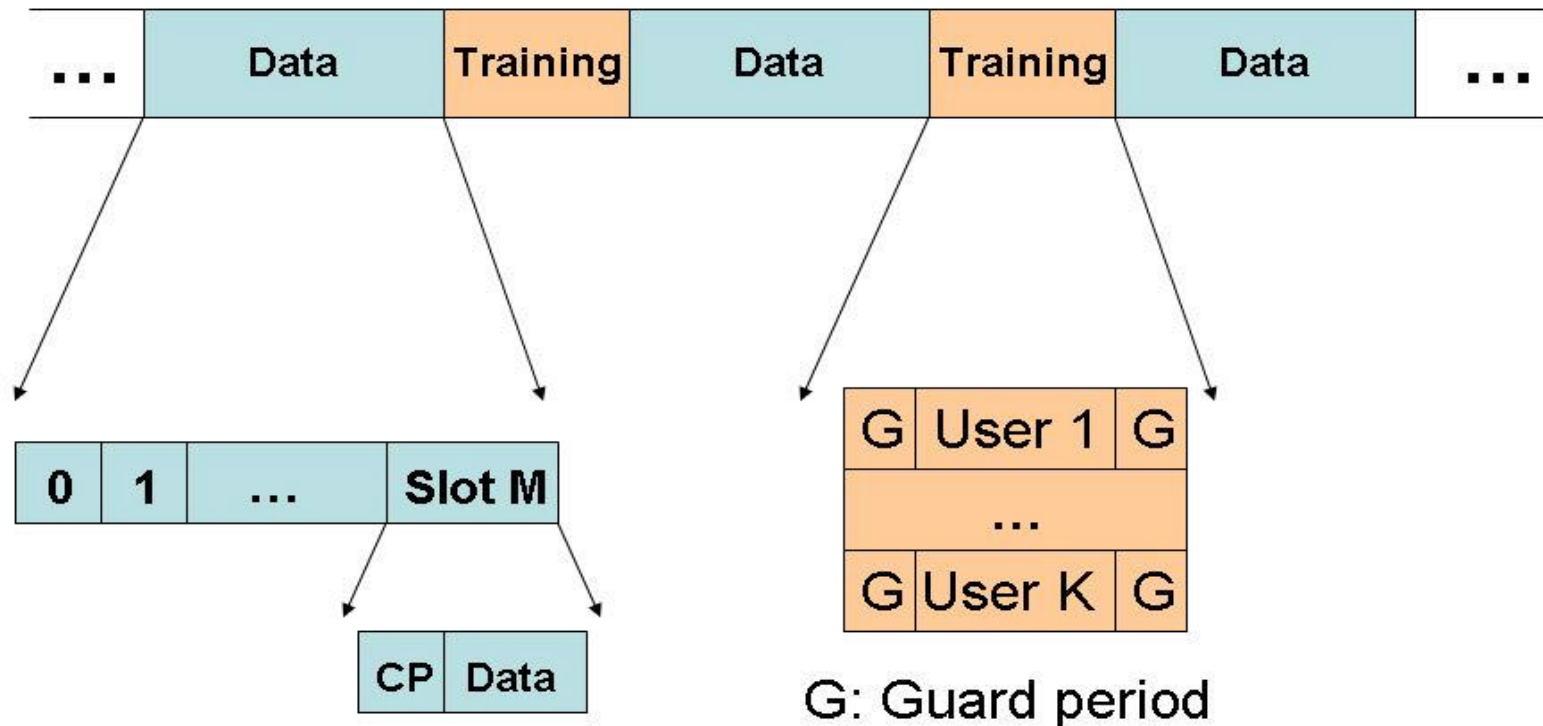 ... Data Training Data Training Data ...
0 1 ... Slot M
CP Data
G User 1 G
...
G User K G
G: Guard period